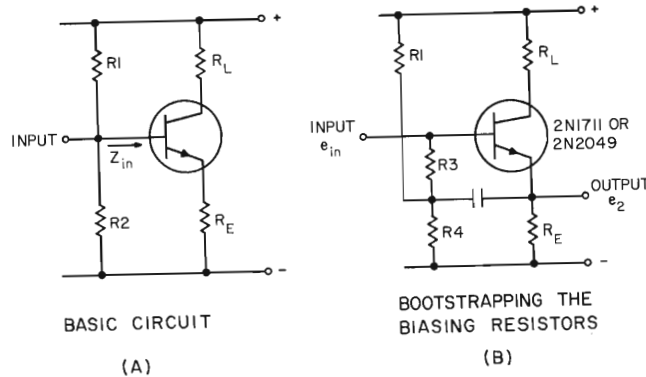 +
R1
RL
INPUT
Zin
R2
RE
-
BASIC CIRCUIT
(A)
+
R1
RL
2N1711 OR
2N2049
INPUT
ein
R3
OUTPUT
e2
R4
RE
-
BOOTSTRAPPING THE
BIASING RESISTORS
(B)